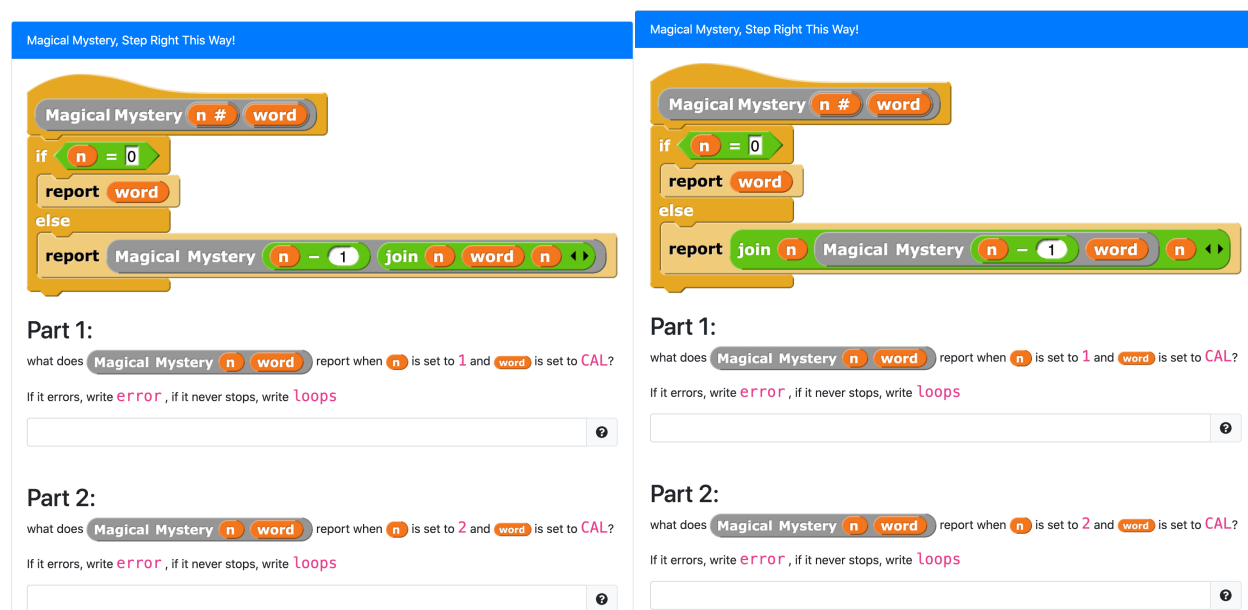 Magical Mystery, Step Right This Way!
Magical Mystery n # word
if n = 0
report word
else
report Magical Mystery n - 1 join n word n
Part 1:
what does Magical Mystery n word report when n is set to 1 and word is set to CAL?
If it errors, write error , if it never stops, write loops
Part 2:
what does Magical Mystery n word report when n is set to 2 and word is set to CAL?
If it errors, write error , if it never stops, write loops
Magical Mystery, Step Right This Way!
Magical Mystery n # word
if n = 0
report word
else
report join n Magical Mystery n - 1 word n
Part 1:
what does Magical Mystery n word report when n is set to 1 and word is set to CAL?
If it errors, write error , if it never stops, write loops
Part 2:
what does Magical Mystery n word report when n is set to 2 and word is set to CAL?
If it errors, write error , if it never stops, write loops